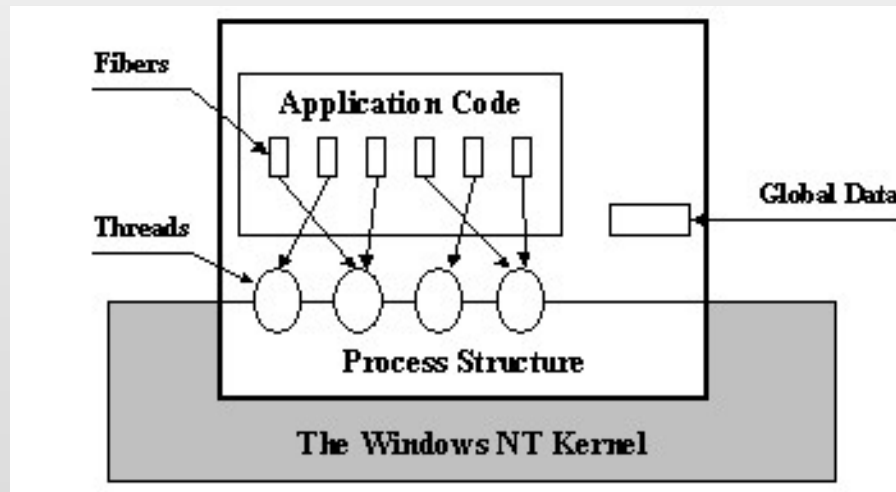 Fibers
Application Code
Global Data
Threads
Process Structure
The Windows NT Kernel